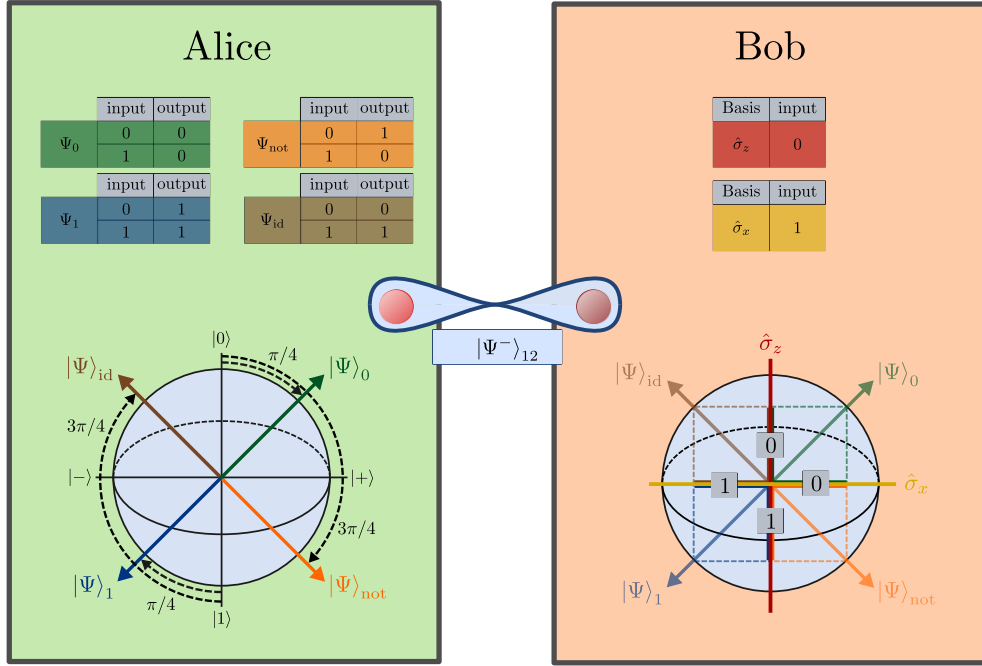 Alice
input output
Ψ₀ 0 0
1 0
input output
Ψnot 0 1
1 0
input output
Ψ₁ 0 1
1 1
input output
Ψid 0 0
1 1
|0⟩
π/4
|Ψ⟩id
|Ψ⟩₀
3π/4
|−⟩
|+⟩
3π/4
|Ψ⟩₁
π/4
|Ψ⟩not
|1⟩
|Ψ⁻⟩₁₂
Bob
Basis input
σ̂z 0
Basis input
σ̂x 1
σ̂z
|Ψ⟩id
|Ψ⟩₀
0
1 0
σ̂x
1
|Ψ⟩₁
|Ψ⟩not